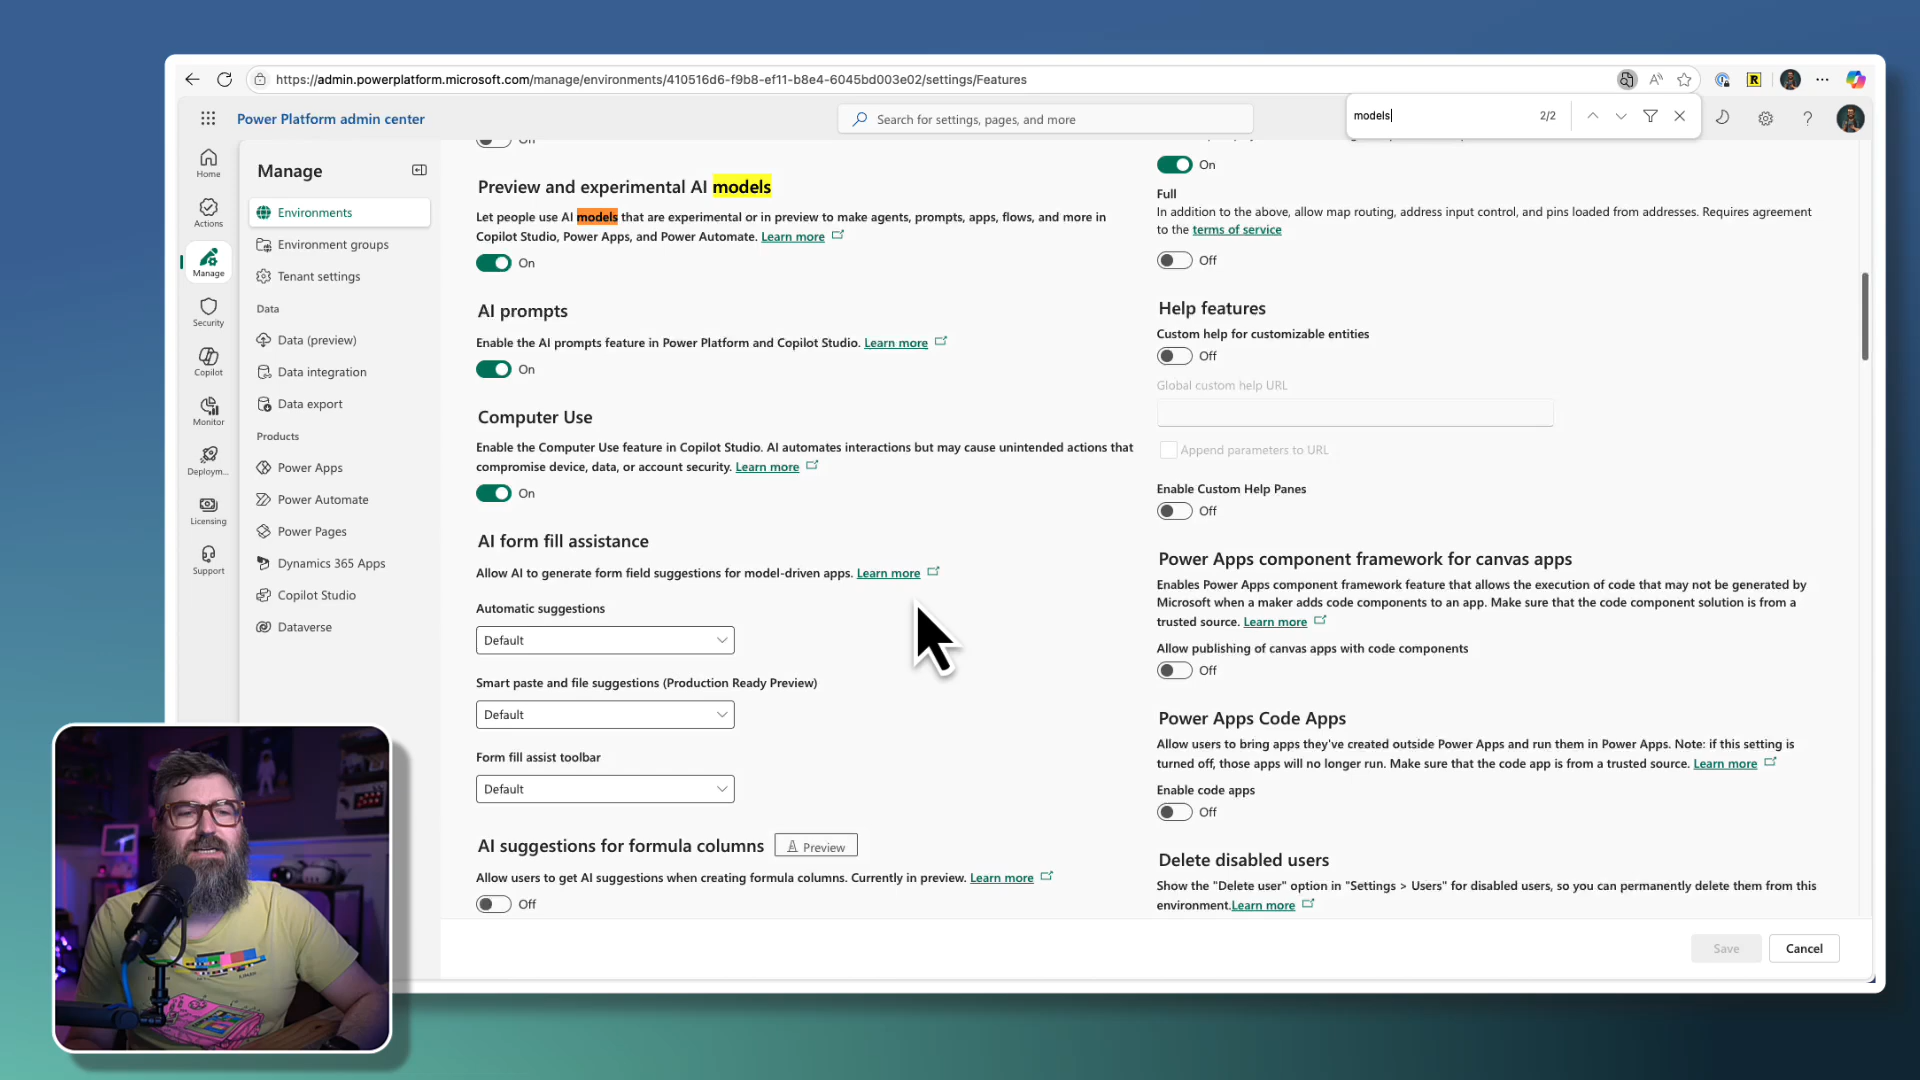 https://admin.powerplatform.microsoft.com/manage/environments/410516d6-f9b8-ef11-b8e4-6045bd003e02/settings/Features
Power Platform admin center
Search for settings, pages, and more
models
2/2
Home
Actions
Manage
Security
Copilot
Monitor
Deploym...
Licensing
Support
Manage
Environments
Environment groups
Tenant settings
Data
Data (preview)
Data integration
Data export
Products
Power Apps
Power Automate
Power Pages
Dynamics 365 Apps
Copilot Studio
Dataverse
Off
Preview and experimental AI models
Let people use AI models that are experimental or in preview to make agents, prompts, apps, flows, and more in
Copilot Studio, Power Apps, and Power Automate. Learn more
On
AI prompts
Enable the AI prompts feature in Power Platform and Copilot Studio. Learn more
On
Computer Use
Enable the Computer Use feature in Copilot Studio. AI automates interactions but may cause unintended actions that
compromise device, data, or account security. Learn more
On
AI form fill assistance
Allow AI to generate form field suggestions for model-driven apps. Learn more
Automatic suggestions
Default
Smart paste and file suggestions (Production Ready Preview)
Default
Form fill assist toolbar
Default
AI suggestions for formula columns
Preview
Allow users to get AI suggestions when creating formula columns. Currently in preview. Learn more
Off
On
Full
In addition to the above, allow map routing, address input control, and pins loaded from addresses. Requires agreement
to the terms of service
Off
Help features
Custom help for customizable entities
Off
Global custom help URL
Append parameters to URL
Enable Custom Help Panes
Off
Power Apps component framework for canvas apps
Enables Power Apps component framework feature that allows the execution of code that may not be generated by
Microsoft when a maker adds code components to an app. Make sure that the code component solution is from a
trusted source. Learn more
Allow publishing of canvas apps with code components
Off
Power Apps Code Apps
Allow users to bring apps they've created outside Power Apps and run them in Power Apps. Note: if this setting is
turned off, those apps will no longer run. Make sure that the code app is from a trusted source. Learn more
Enable code apps
Off
Delete disabled users
Show the "Delete user" option in "Settings > Users" for disabled users, so you can permanently delete them from this
environment.Learn more
Save
Cancel